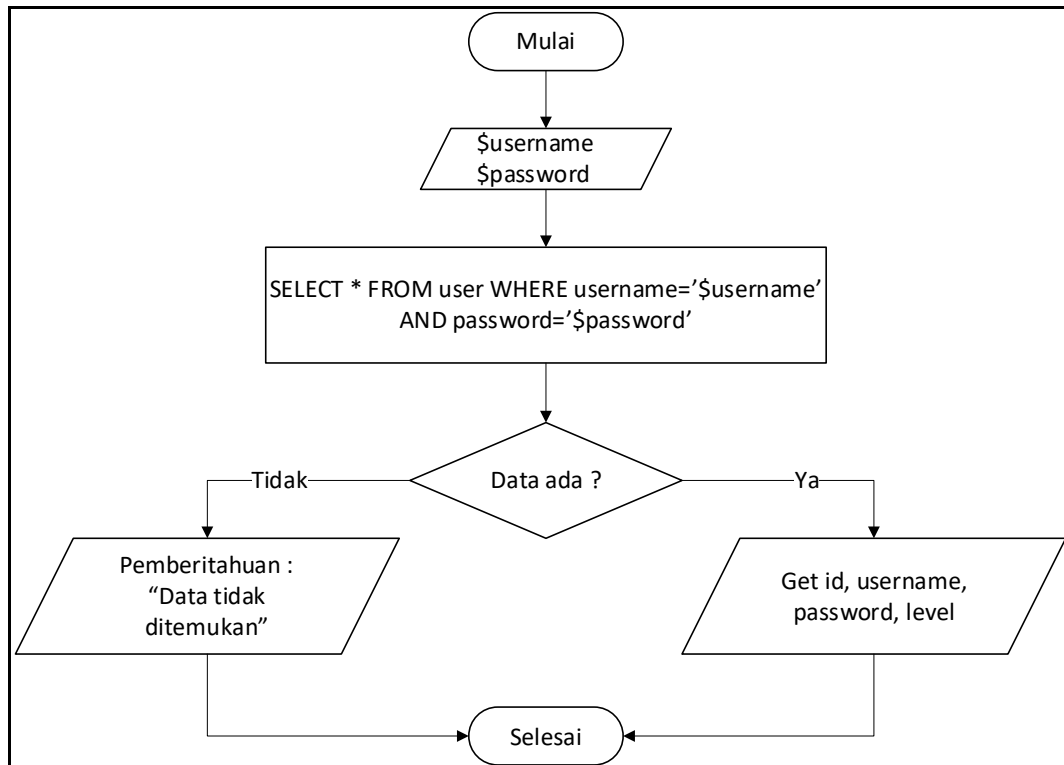 Mulai
$username
$password
SELECT * FROM user WHERE username=’$username’
AND password=’$password’
Data ada ?
Tidak
Ya
Pemberitahuan :
“Data tidak
ditemukan”
Get id, username,
password, level
Selesai